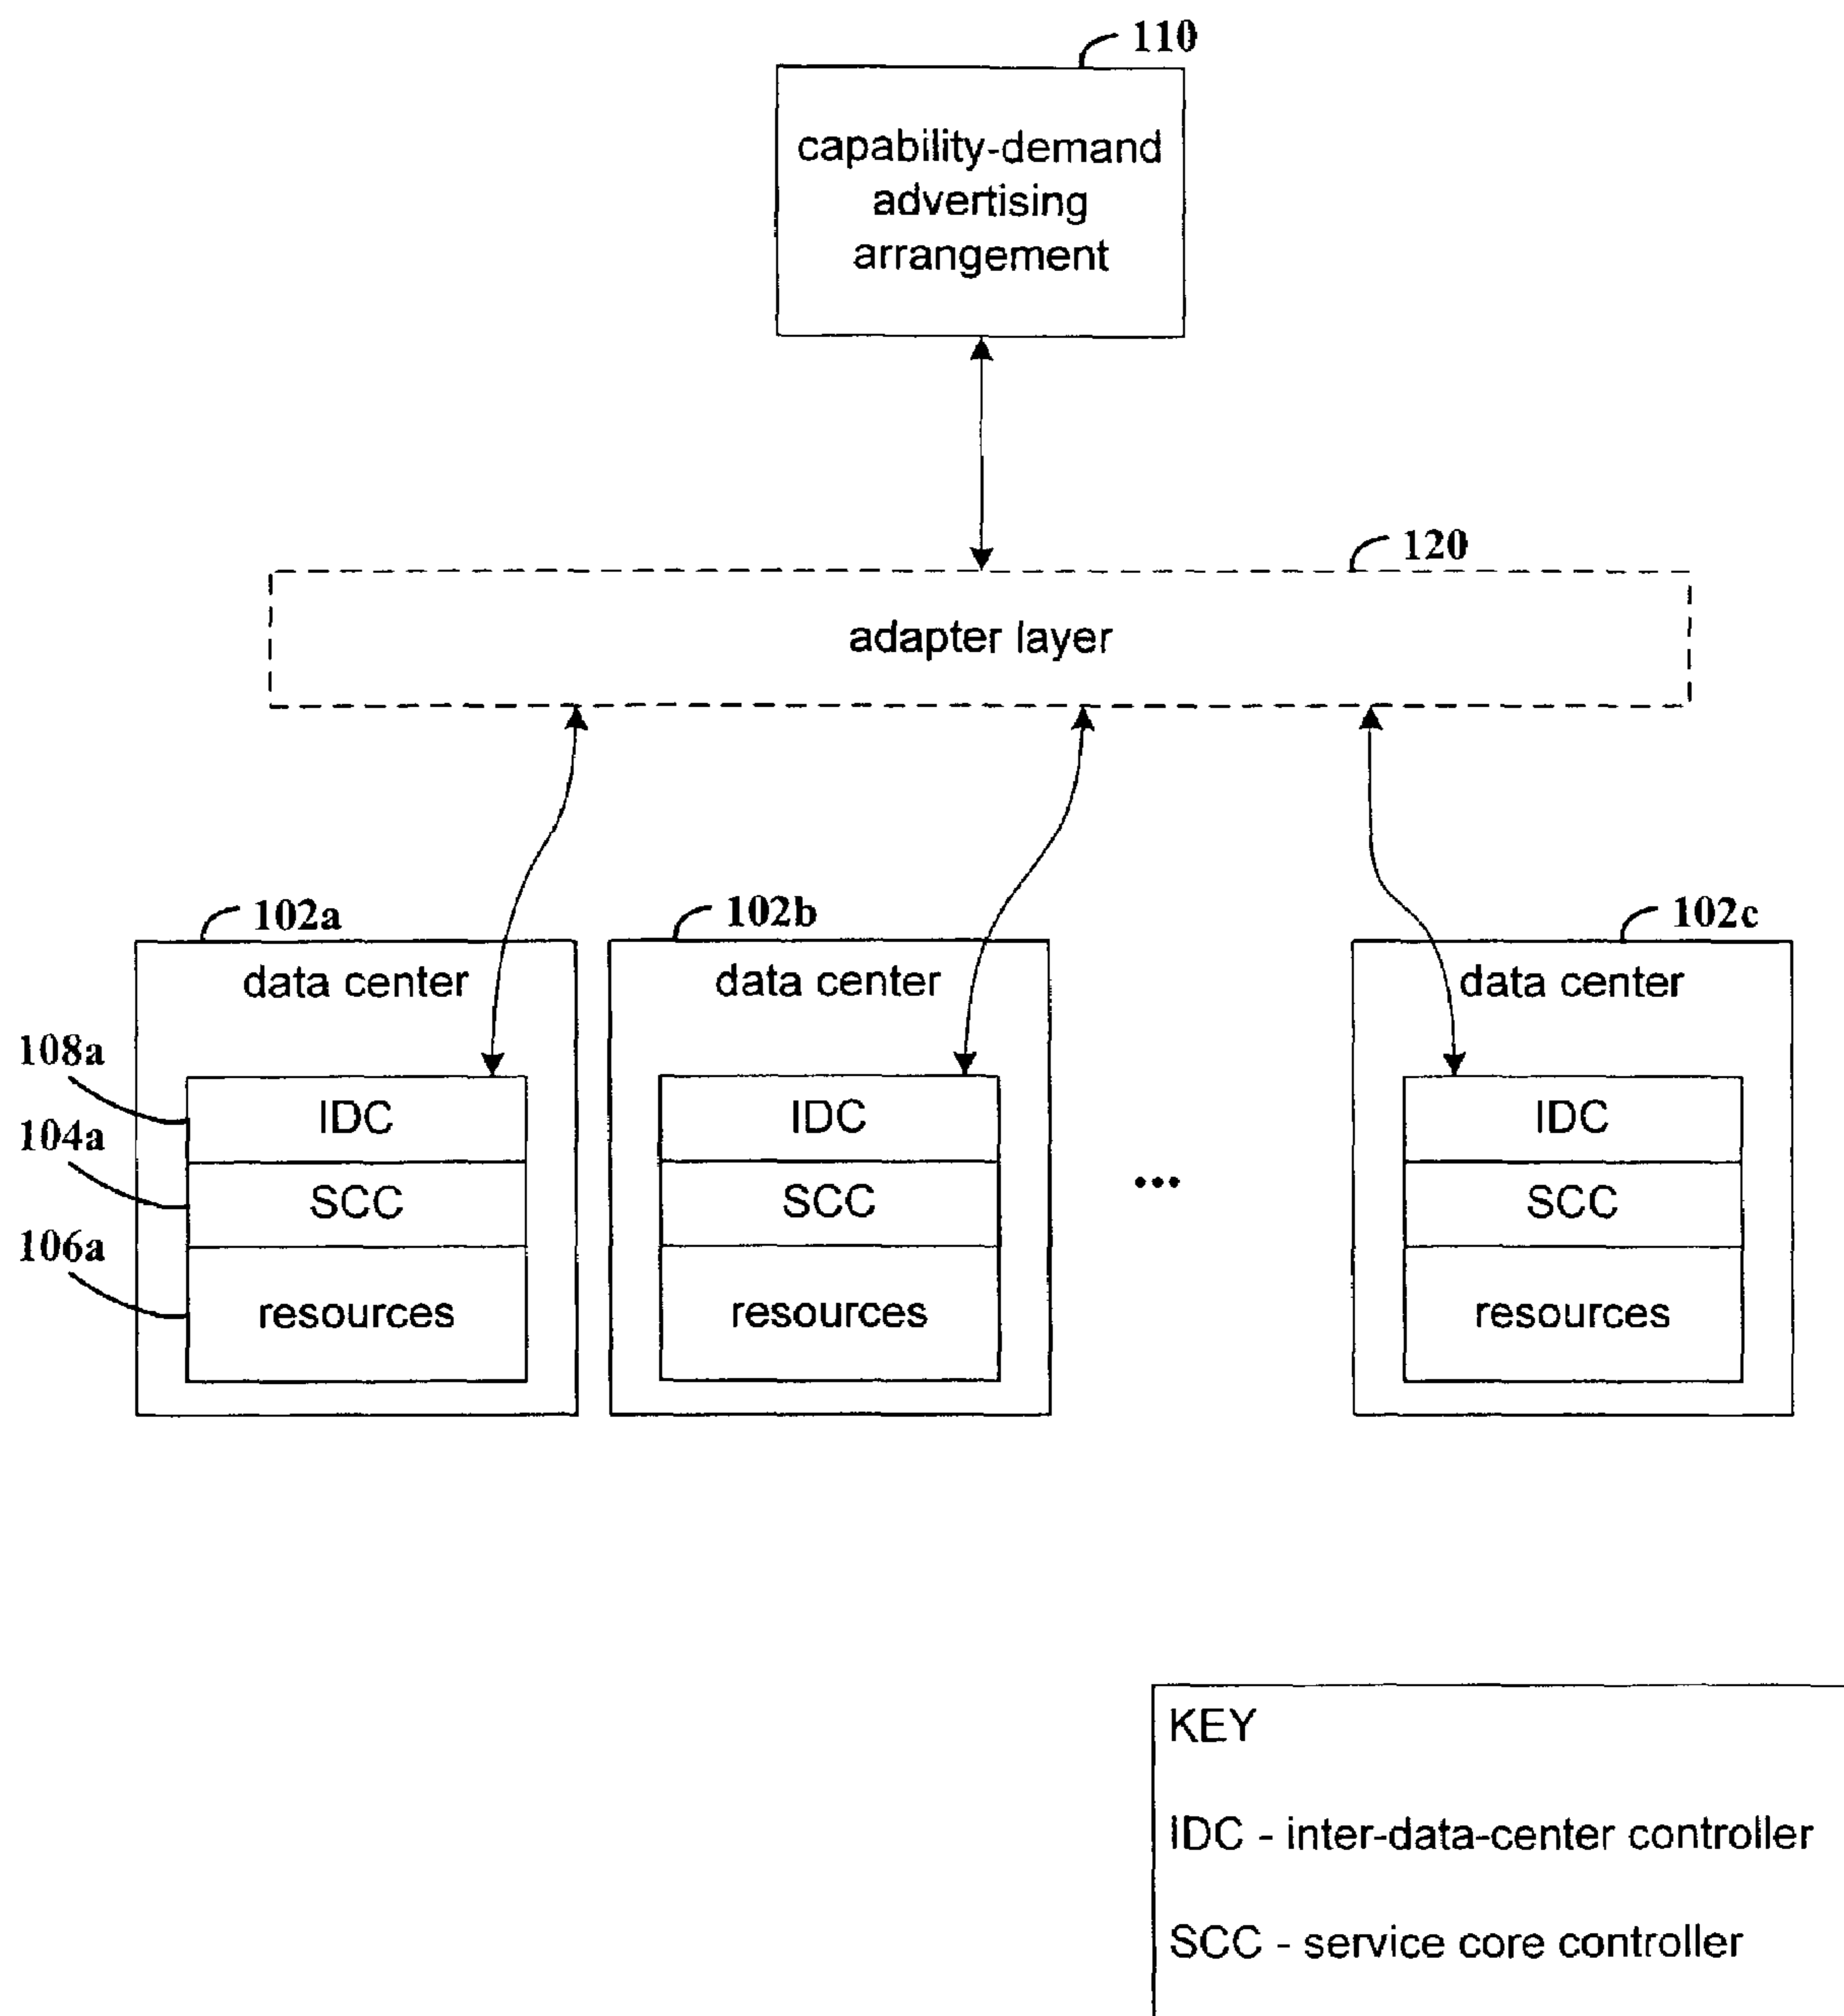 110
capability-demand
advertising
arrangement
120
adapter layer
102a
102b
102c
data center
data center
data center
108a
IDC
IDC
IDC
104a
SCC
SCC
...
SCC
106a
resources
resources
resources
KEY
IDC - inter-data-center controller
SCC - service core controller